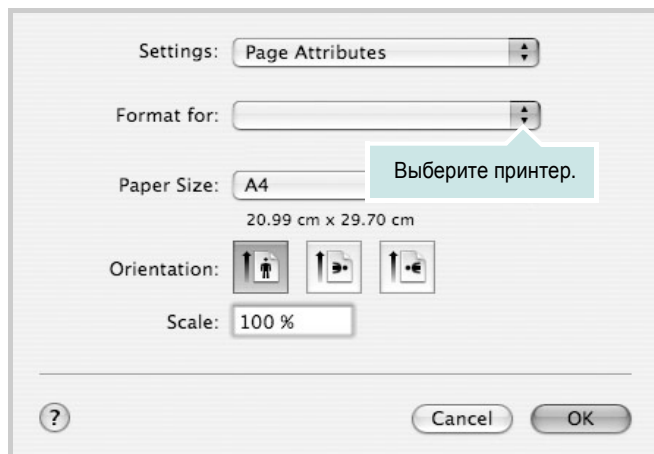 Settings: Page Attributes
Format for:
Выберите принтер.
Paper Size: A4
20.99 cm x 29.70 cm
Orientation:
Scale: 100 %
? Cancel OK